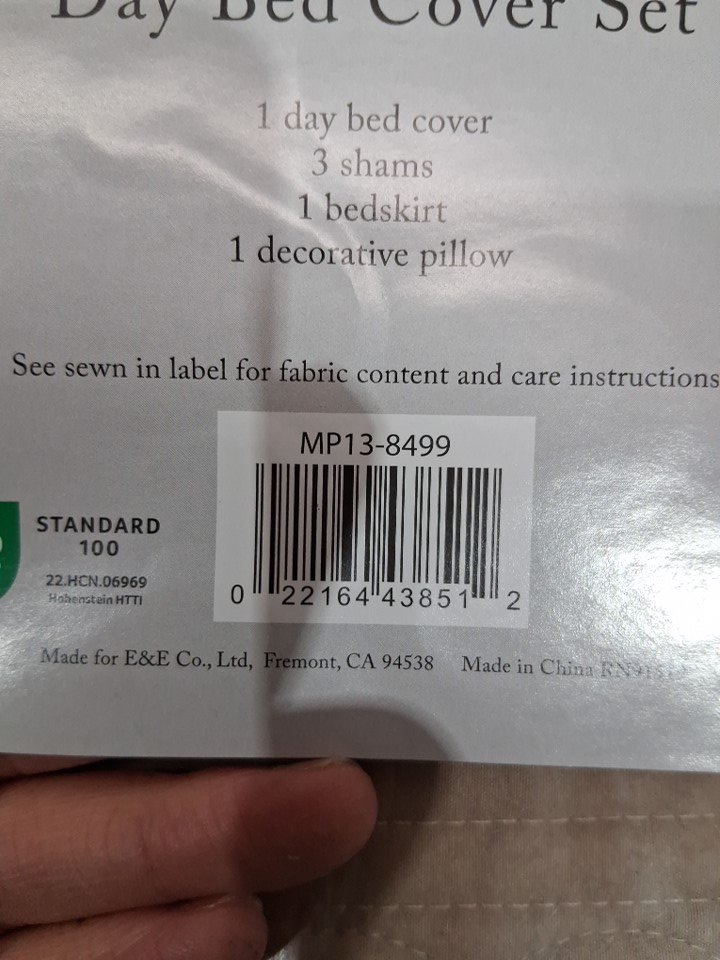 Day Bed Cover Set
1 day bed cover
3 shams
1 bedskirt
1 decorative pillow
See sewn in label for fabric content and care instructions
MP13-8499
STANDARD
100
22.HCN.06969
Hohenstein HTTI
0 22164 43851 2
Made for E&E Co., Ltd, Fremont, CA 94538 Made in China